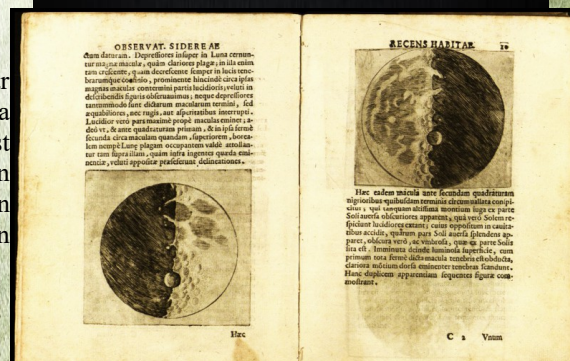 OBSERVAT. SIDEREAE
ctum daturam. Depressiores insuper in Luna cernun-
tur magnæ maculæ, quàm clariores plagæ; in illa enim
tam crescente, quam decrescente semper in lucis tene-
brarumque confinio, prominente hincindè circa ipsas
magnas maculas contermini partis lucidioris; veluti in
describendis figuris obseruauimus; neque depressiores
tantummodo sunt dictarum macularum termini, sed
æquabiliores, nec rugis, aut asperitatibus interrupti.
Lucidior verò pars maximè propè maculas eminet; a-
deò vt, & ante quadraturam primam, & in ipsa fermè
secunda circa maculam quandam, superiorem, borea-
lem nempè Lunæ plagam occupantem valdè attollan-
tur tam supra illam, quàm infra ingentes quæda emi-
nentiæ, veluti appositæ præseferunt delineationes.
Hæc
RECENS HABITAE. 10
Hæc eadem macula ante secundam quadraturam
nigrioribus quibusdam terminis circumuallata conspi-
citur; qui tanquam altissima montium iuga ex parte
Soli auersa obscuriores apparent, quà verò Solem re-
spiciunt lucidiores extant; cuius oppositum in cauita-
tibus accidit, quarum pars Soli auersa splendens ap-
paret, obscura verò, ac vmbrosa, quæ ex parte Solis
sita est. Imminuta deinde luminosa superficie, cum
primum tota fermè dicta macula tenebris est obducta,
clariora motium dorsa eminenter tenebras scandunt.
Hanc duplicem apparentiam sequentes figuræ com-
mostrant.
C 2 Vnum